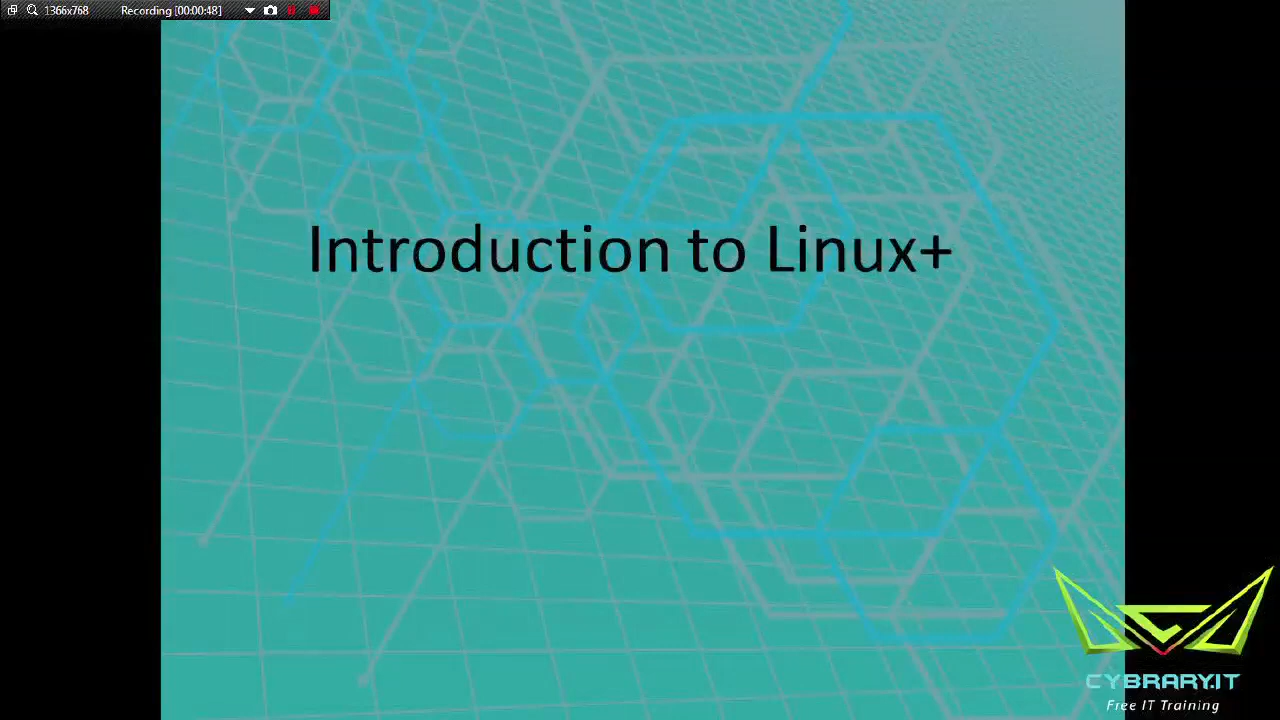 1366x768 Recording [00:00:48]
Introduction to Linux+
CYBRARY.IT
Free IT Training